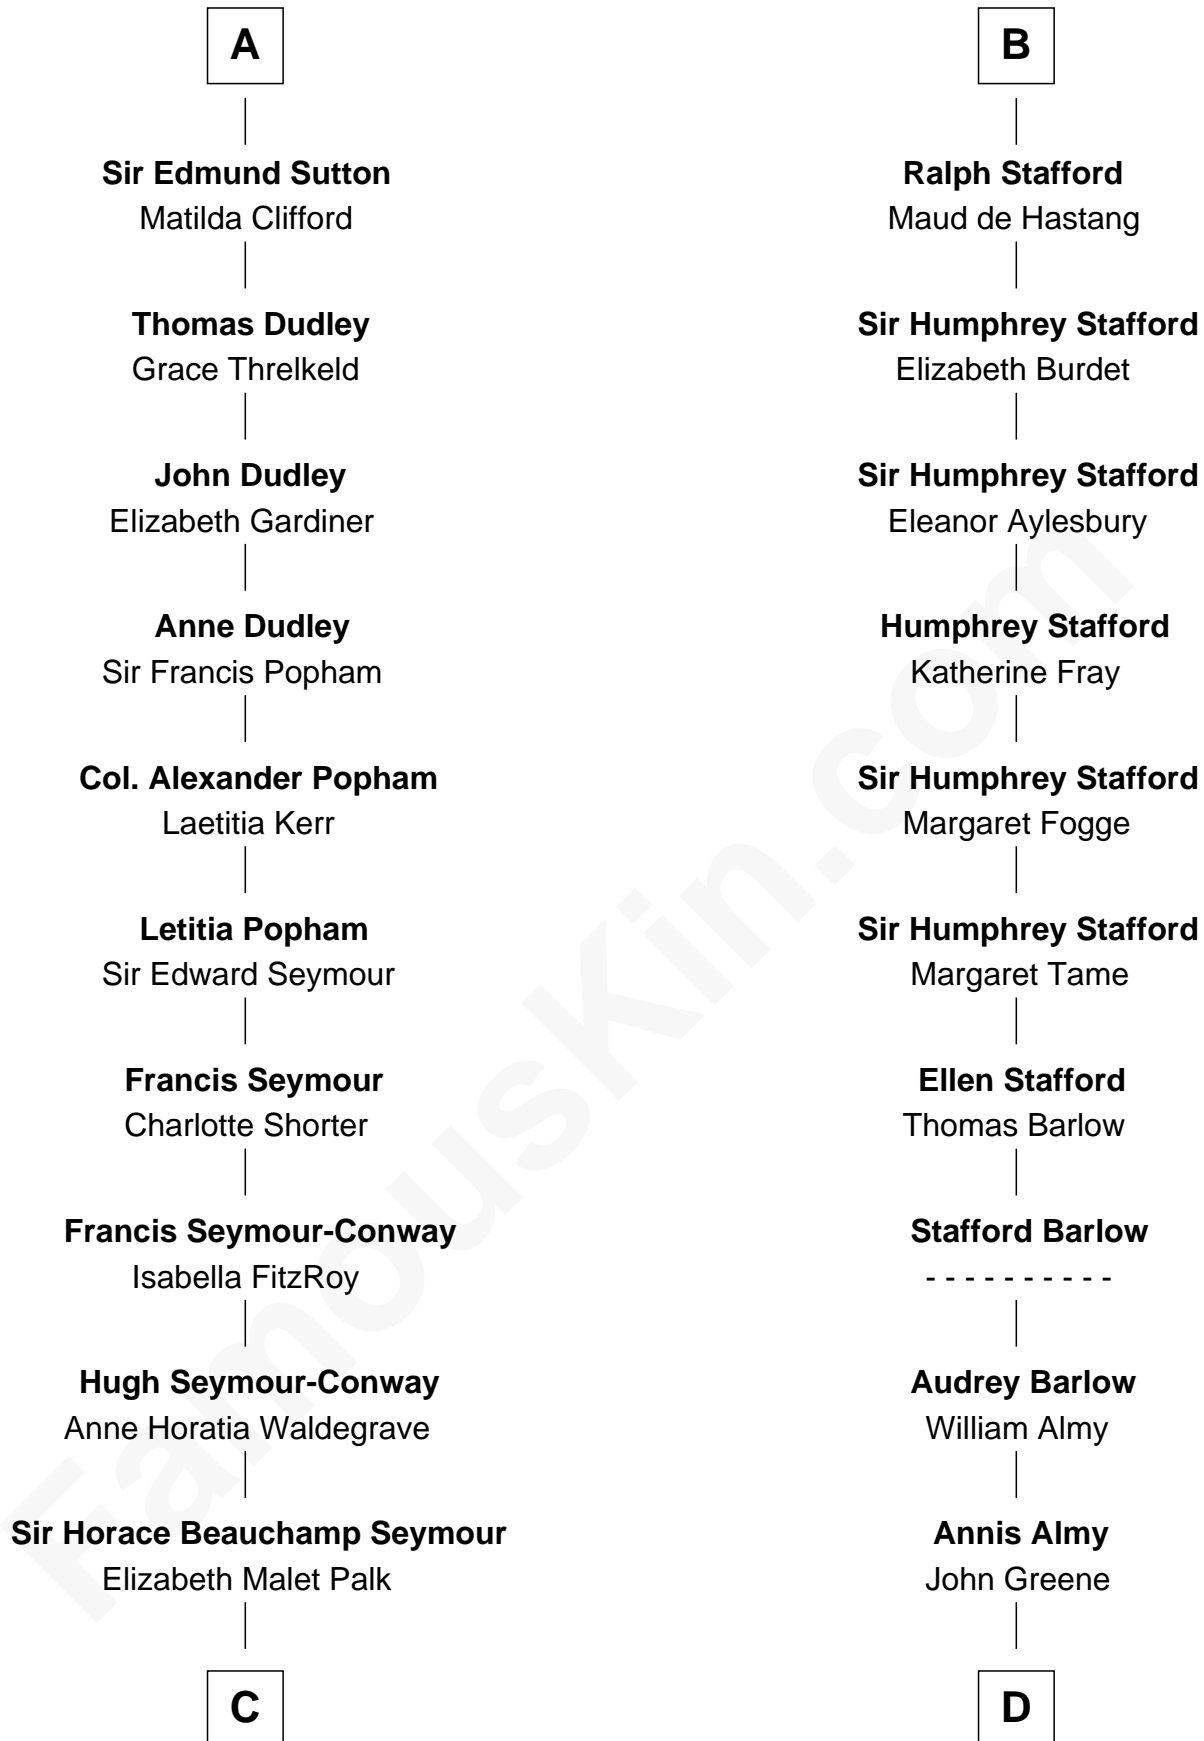 A
Sir Edmund Sutton
Matilda Clifford
Thomas Dudley
Grace Threlkeld
John Dudley
Elizabeth Gardiner
Anne Dudley
Sir Francis Popham
Col. Alexander Popham
Laetitia Kerr
Letitia Popham
Sir Edward Seymour
Francis Seymour
Charlotte Shorter
Francis Seymour-Conway
Isabella FitzRoy
Hugh Seymour-Conway
Anne Horatia Waldegrave
Sir Horace Beauchamp Seymour
Elizabeth Malet Palk
C
B
Ralph Stafford
Maud de Hastang
Sir Humphrey Stafford
Elizabeth Burdet
Sir Humphrey Stafford
Eleanor Aylesbury
Humphrey Stafford
Katherine Fray
Sir Humphrey Stafford
Margaret Fogge
Sir Humphrey Stafford
Margaret Tame
Ellen Stafford
Thomas Barlow
Stafford Barlow
- - - - - - - - - -
Audrey Barlow
William Almy
Annis Almy
John Greene
D
FamousKin.com